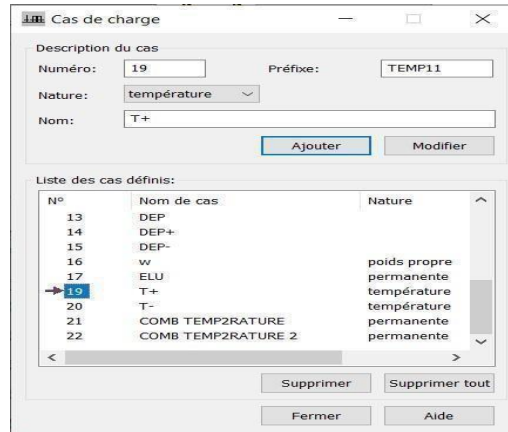 Cas de charge
Description du cas
Numéro: 19 Préfixe: TEMP11
Nature: température
Nom: T+
Ajouter Modifier
Liste des cas définis:
N° Nom de cas Nature
13 DEP
14 DEP+
15 DEP-
16 w poids propre
17 ELU permanente
19 T+ température
20 T- température
21 COMB TEMP2RATURE permanente
22 COMB TEMP2RATURE 2 permanente
Supprimer Supprimer tout
Fermer Aide